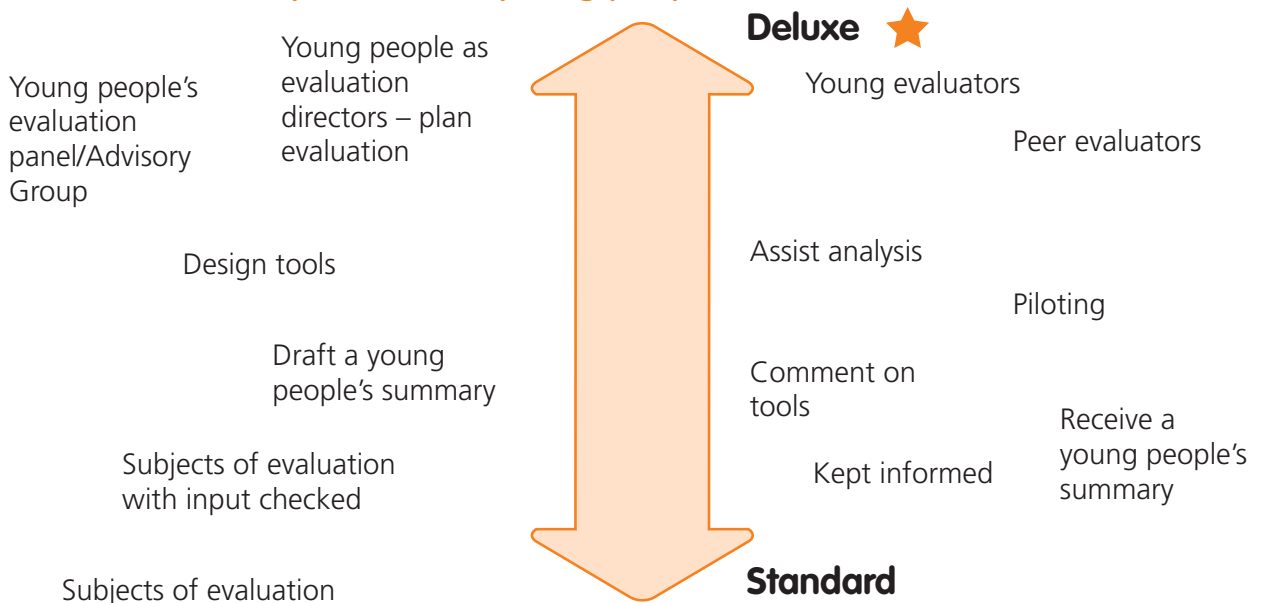 Deluxe
Young people as
evaluation
directors – plan
evaluation
Young people’s
evaluation
panel/Advisory
Group
Young evaluators
Peer evaluators
Design tools
Assist analysis
Piloting
Draft a young
people’s summary
Comment on
tools
Receive a
young people’s
summary
Subjects of evaluation
with input checked
Kept informed
Subjects of evaluation
Standard